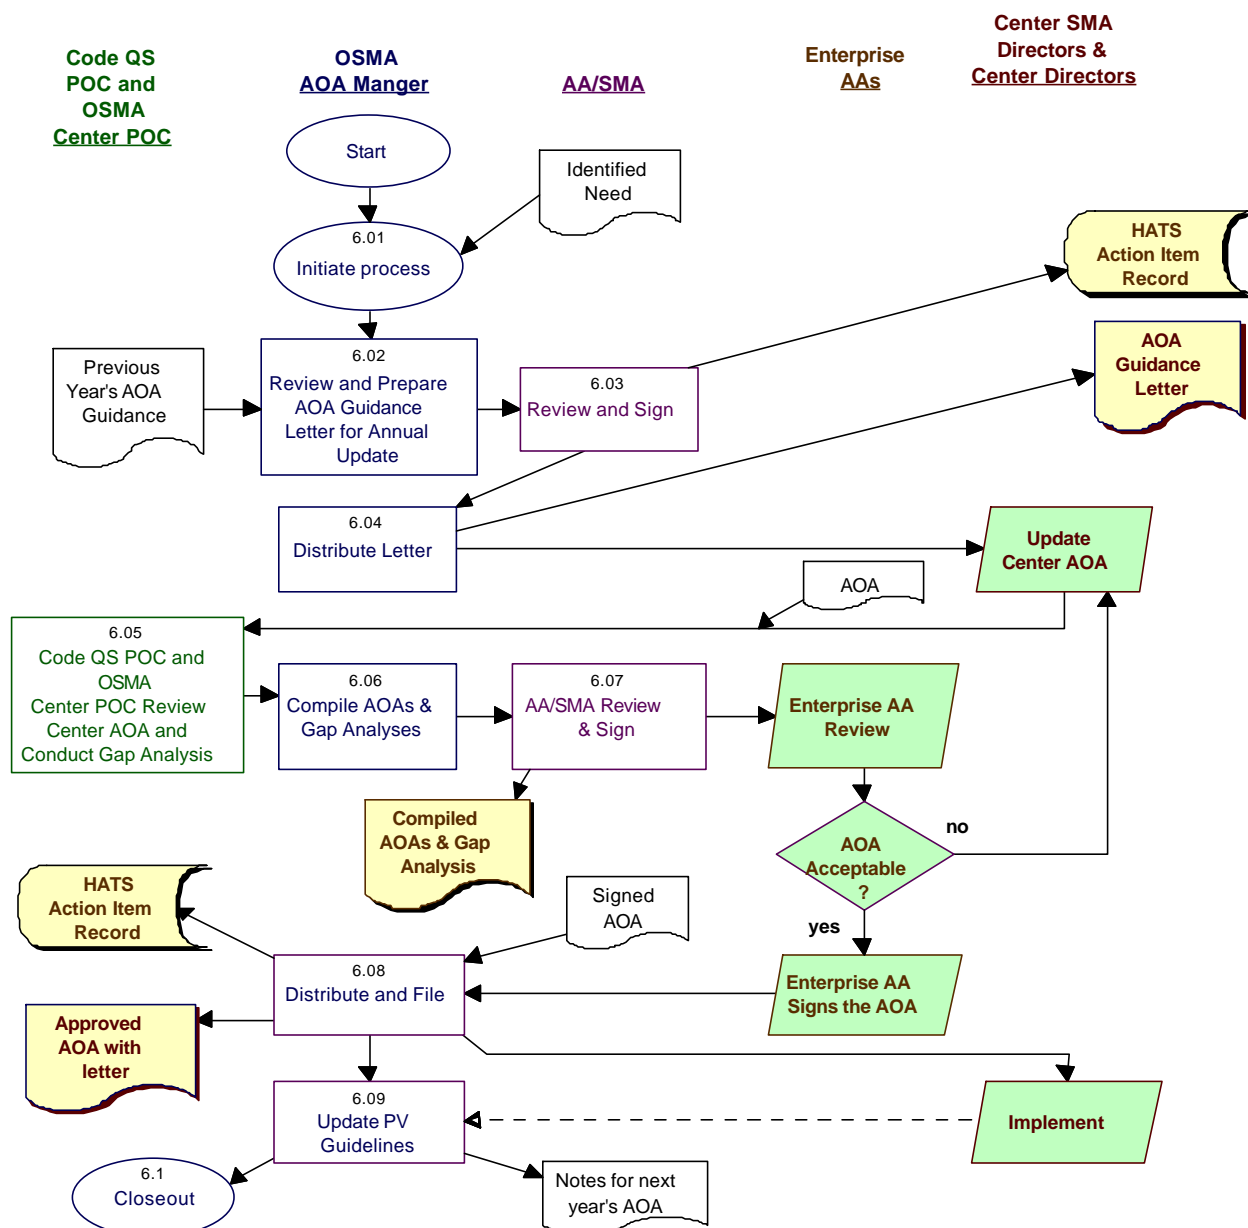 Code QS
POC and
OSMA
Center POC
OSMA
AOA Manger
AA/SMA
Enterprise
AAs
Center SMA
Directors &
Center Directors
Start
Identified
Need
6.01
Initiate process
HATS
Action Item
Record
Previous
Year's AOA
Guidance
6.02
Review and Prepare
AOA Guidance
Letter for Annual
Update
6.03
Review and Sign
AOA
Guidance
Letter
6.04
Distribute Letter
Update
Center AOA
AOA
6.05
Code QS POC and
OSMA
Center POC Review
Center AOA and
Conduct Gap Analysis
6.06
Compile AOAs &
Gap Analyses
6.07
AA/SMA Review
& Sign
Enterprise AA
Review
Compiled
AOAs & Gap
Analysis
AOA
Acceptable
?
no
yes
HATS
Action Item
Record
Signed
AOA
6.08
Distribute and File
Enterprise AA
Signs the AOA
Approved
AOA with
letter
6.09
Update PV
Guidelines
Implement
6.1
Closeout
Notes for next
year's AOA